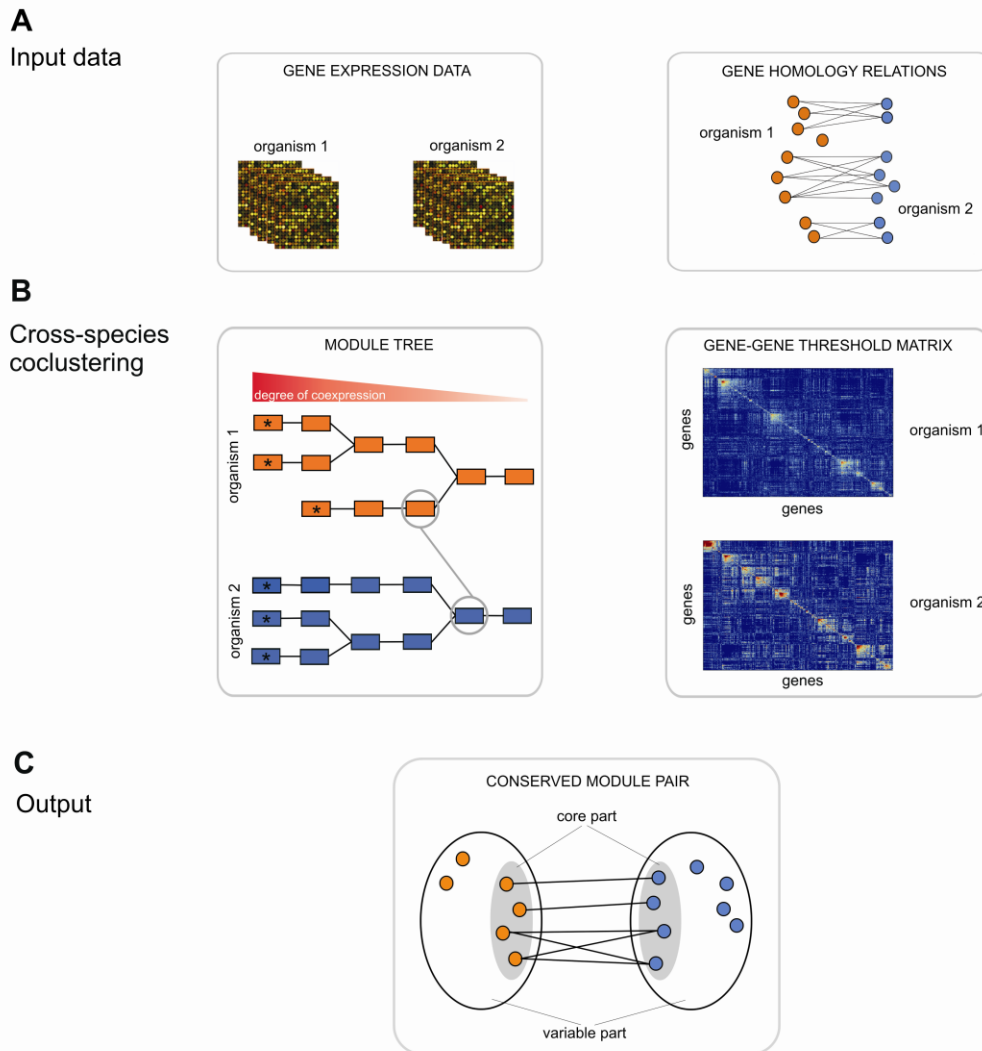 A
Input data
GENE EXPRESSION DATA
organism 1
organism 2
GENE HOMOLOGY RELATIONS
organism 1
organism 2
B
Cross-species
coclustering
MODULE TREE
degree of coexpression
organism 1
*
*
*
organism 2
*
*
*
GENE-GENE THRESHOLD MATRIX
genes
organism 1
genes
genes
organism 2
genes
C
Output
CONSERVED MODULE PAIR
core part
variable part